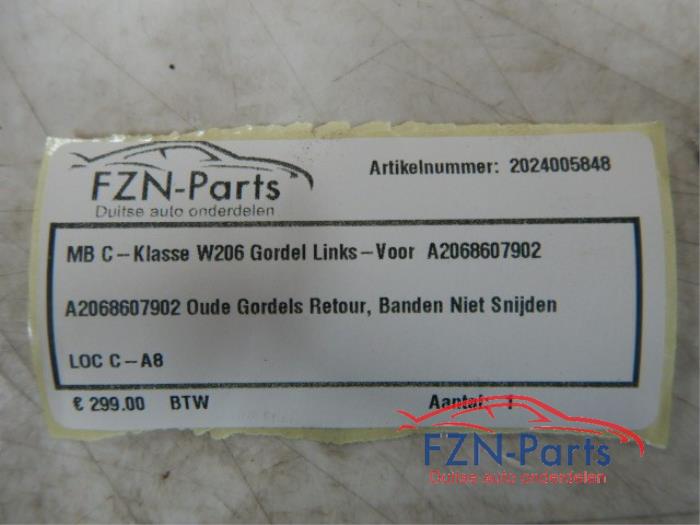 FZN-Parts
Duitse auto onderdelen
Artikelnummer: 2024005848
MB C-Klasse W206 Gordel Links-Voor A2068607902
A2068607902 Oude Gordels Retour, Banden Niet Snijden
LOC C-A8
€ 299.00 BTW
Aantal: 1
FZN-Parts
Duitse auto onderdelen